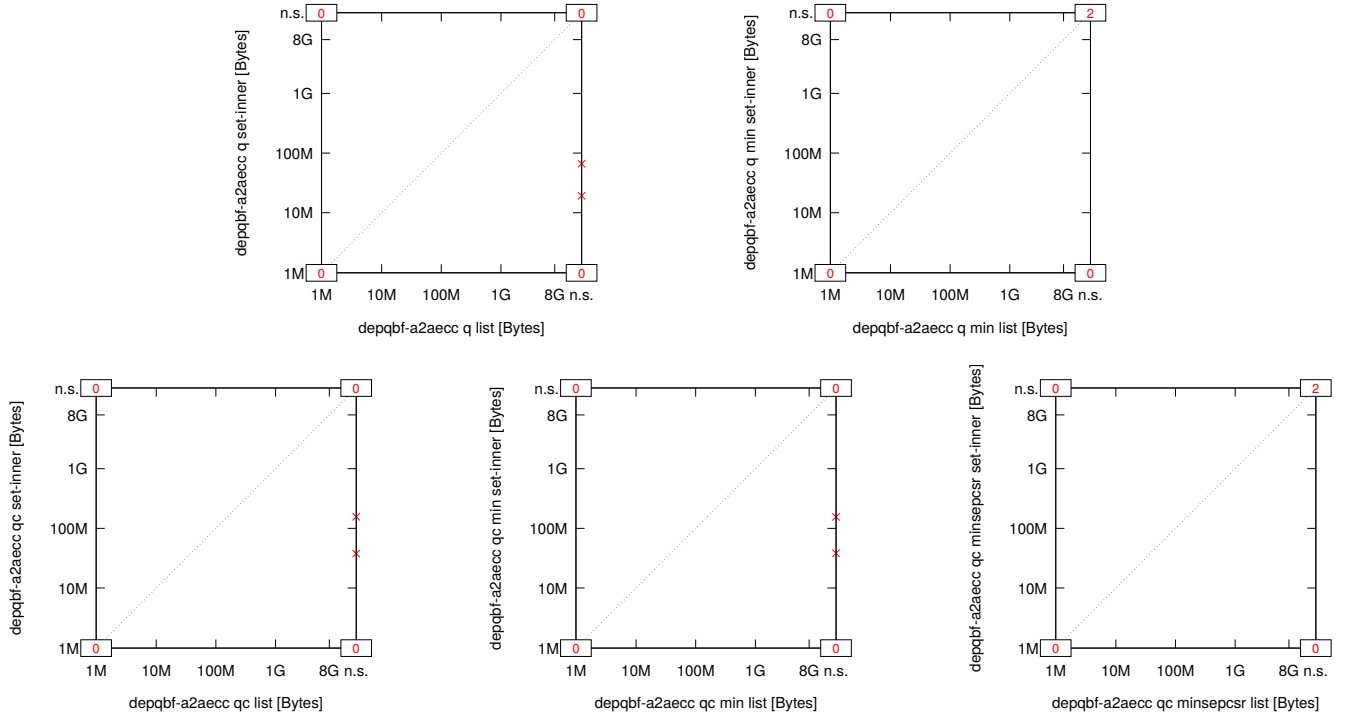 depqbf-a2aecc q set-inner [Bytes]
n.s.
8G
1G
100M
10M
1M
0
0
0
0
1M 10M 100M 1G 8G n.s.
depqbf-a2aecc q list [Bytes]
depqbf-a2aecc q min set-inner [Bytes]
n.s.
8G
1G
100M
10M
1M
0
2
0
0
1M 10M 100M 1G 8G n.s.
depqbf-a2aecc q min list [Bytes]
depqbf-a2aecc qc set-inner [Bytes]
n.s.
8G
1G
100M
10M
1M
0
0
0
0
1M 10M 100M 1G 8G n.s.
depqbf-a2aecc qc list [Bytes]
depqbf-a2aecc qc min set-inner [Bytes]
n.s.
8G
1G
100M
10M
1M
0
0
0
0
1M 10M 100M 1G 8G n.s.
depqbf-a2aecc qc min list [Bytes]
depqbf-a2aecc qc minsepcsr set-inner [Bytes]
n.s.
8G
1G
100M
10M
1M
0
2
0
0
1M 10M 100M 1G 8G n.s.
depqbf-a2aecc qc minsepcsr list [Bytes]